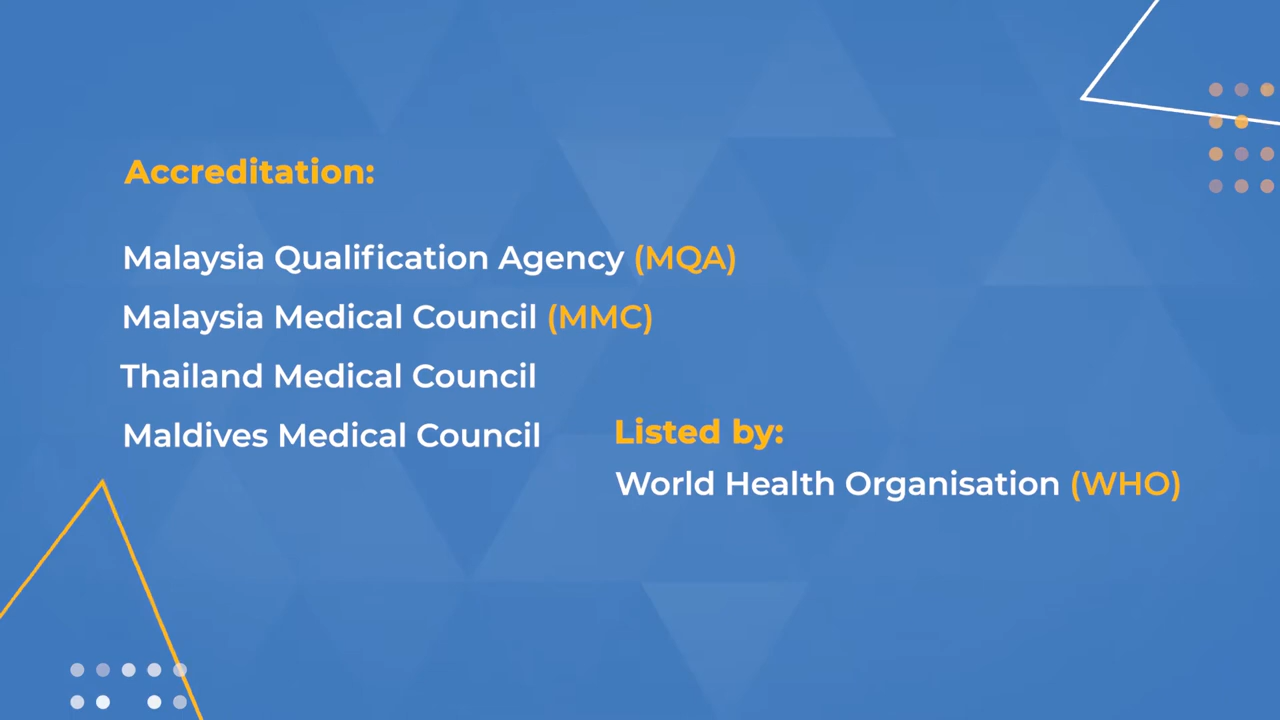 Accreditation:
Malaysia Qualification Agency (MQA)
Malaysia Medical Council (MMC)
Thailand Medical Council
Maldives Medical Council
Listed by:
World Health Organisation (WHO)